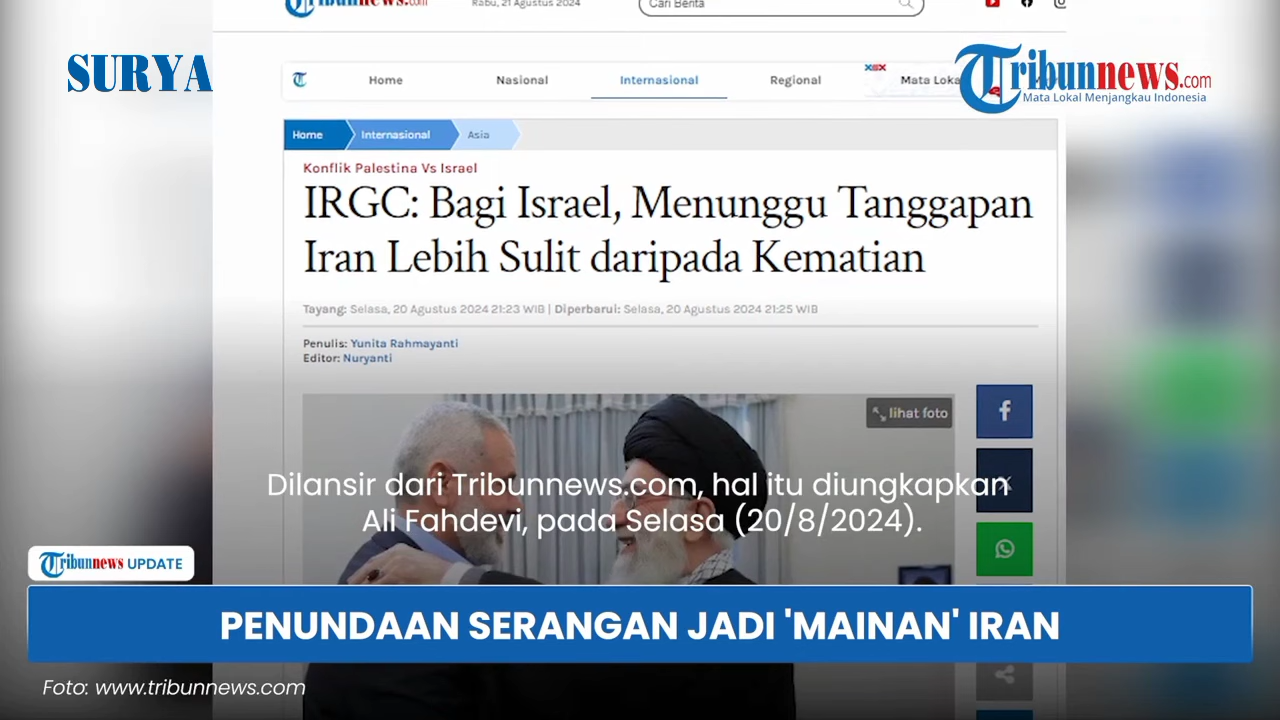 Tribunnews.com
Rabu, 21 Agustus 2024
Cari Berita
SURYA
Tribunnews.com
Mata Lokal Menjangkau Indonesia
Home
Nasional
Internasional
Regional
Mata Loka
Home
Internasional
Asia
Konflik Palestina Vs Israel
IRGC: Bagi Israel, Menunggu Tanggapan
Iran Lebih Sulit daripada Kematian
Tayang: Selasa, 20 Agustus 2024 21:23 WIB | Diperbarui: Selasa, 20 Agustus 2024 21:25 WIB
Penulis: Yunita Rahmayanti
Editor: Nuryanti
lihat foto
Dilansir dari Tribunnews.com, hal itu diungkapkan
Ali Fahdevi, pada Selasa (20/8/2024).
Tribunnews UPDATE
PENUNDAAN SERANGAN JADI 'MAINAN' IRAN
Foto: www.tribunnews.com